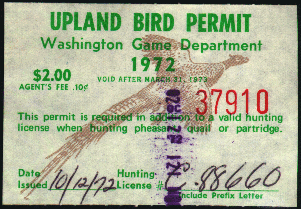 UPLAND BIRD PERMIT
Washington Game Department
1972
$2.00
VOID AFTER MARCH 31, 1973
AGENT'S FEE .10¢
37910
This permit is required in addition to a valid hunting
license when hunting pheasant, quail or partridge.
Date Issued 10/12/72
Hunting License # 88660
Include Prefix Letter